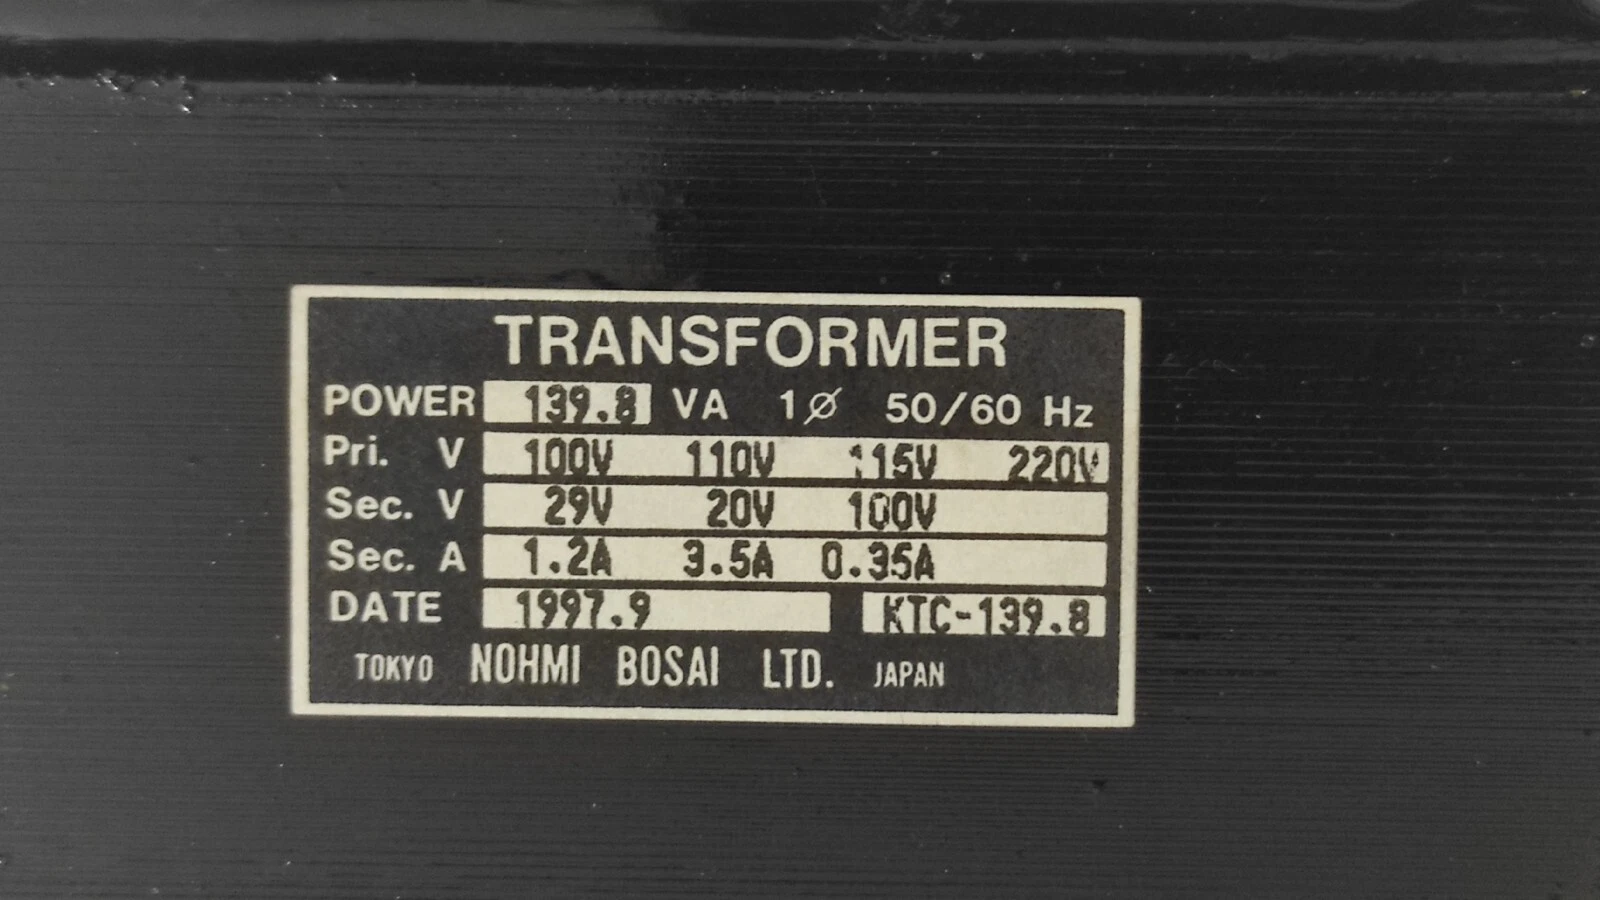 TRANSFORMER
POWER 139.8 VA 1ø 50/60 Hz
Pri. V 100V 110V 115V 220V
Sec. V 29V 20V 100V
Sec. A 1.2A 3.5A 0.35A
DATE 1997.9 KTC-139.8
TOKYO NOHMI BOSAI LTD. JAPAN